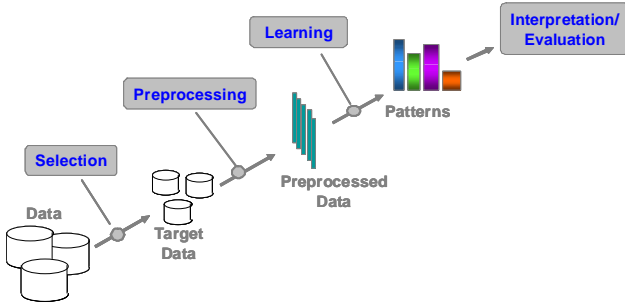 Interpretation/
Evaluation
Learning
Preprocessing
Patterns
Selection
Preprocessed
Data
Data
Target
Data